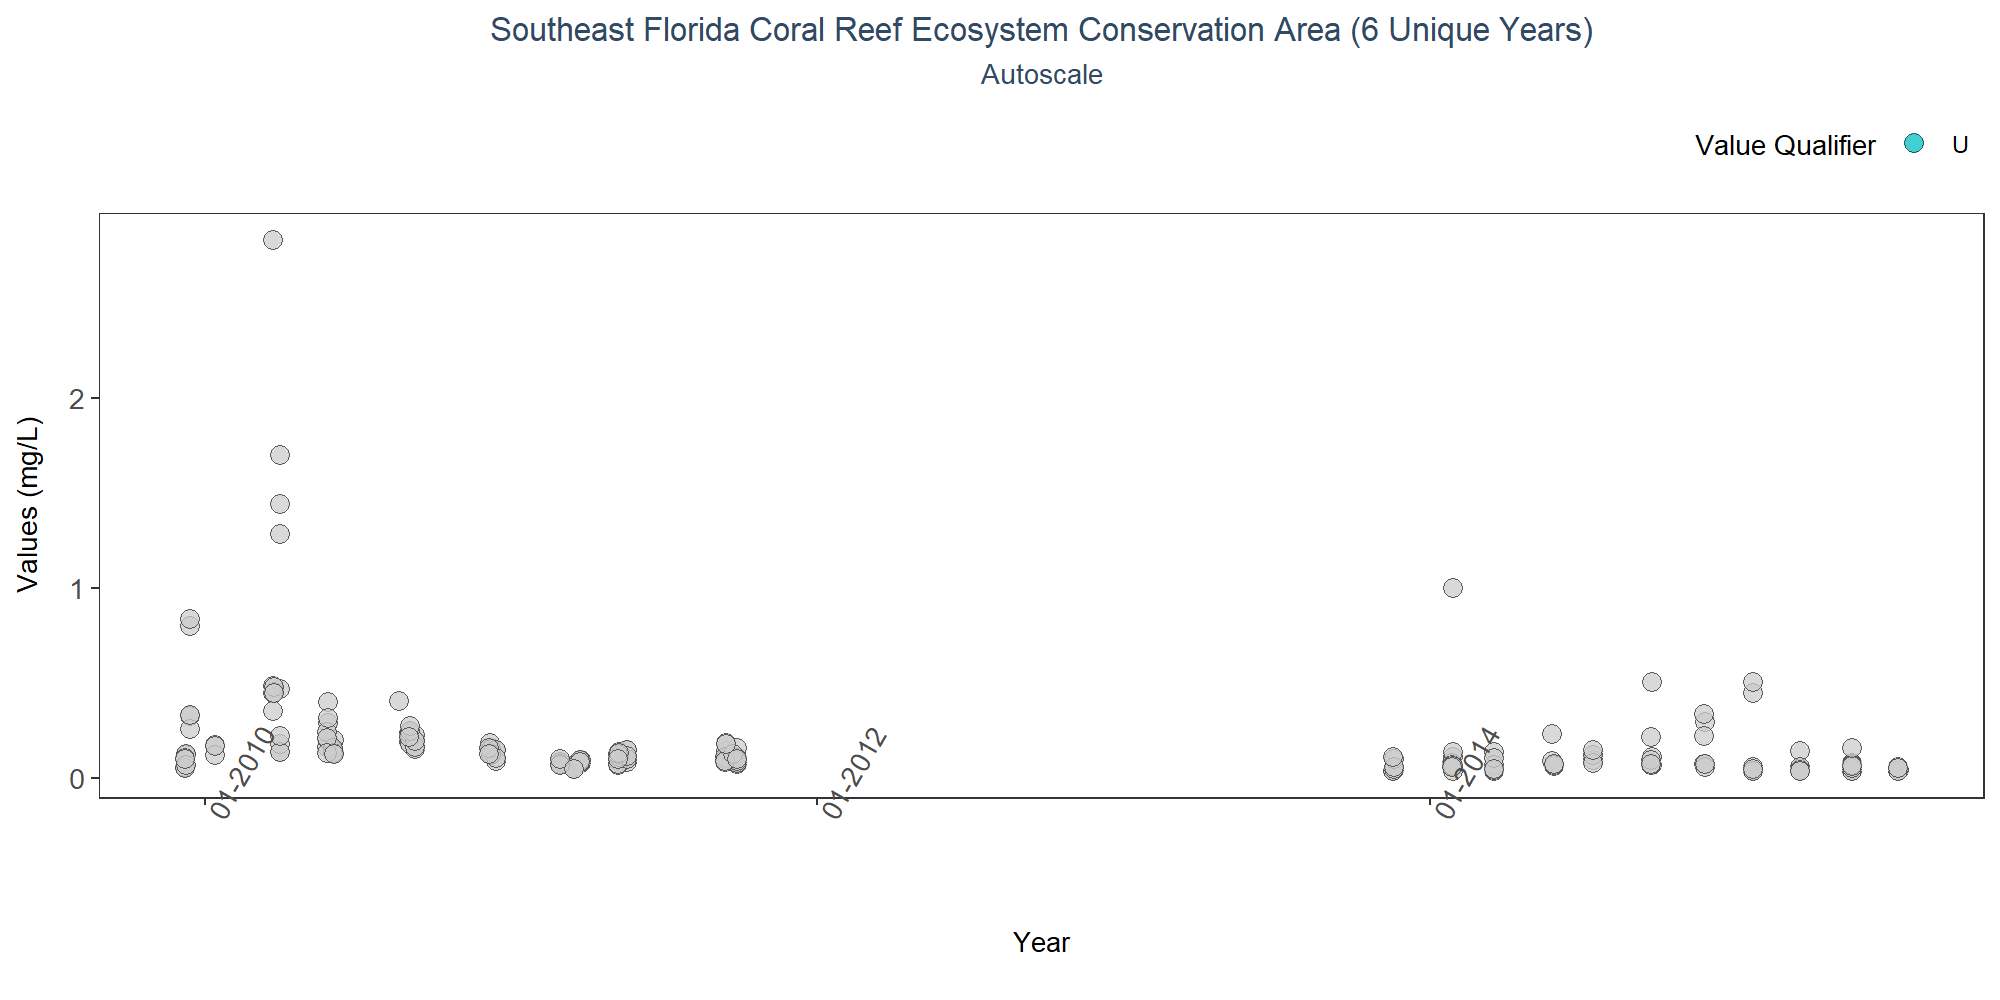 Southeast Florida Coral Reef Ecosystem Conservation Area (6 Unique Years)
Autoscale
Value Qualifier U
Values (mg/L)
2
1
0
01-2010
01-2012
01-2014
Year